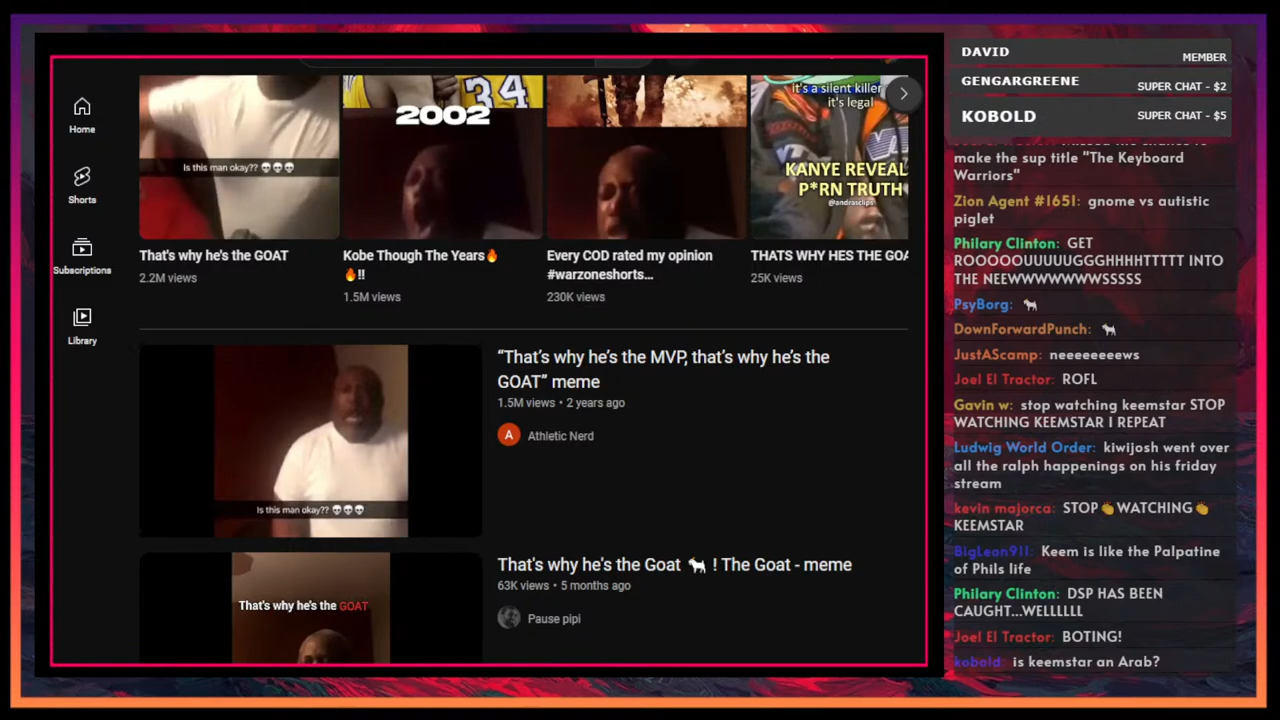 Home
Shorts
Subscriptions
Library
Is this man okay?? 💀💀💀
34
2002
it's a silent killer
it's legal
KANYE REVEAL
P*RN TRUTH
@andrasclips
That's why he's the GOAT
2.2M views
Kobe Though The Years🔥
🔥!!
1.5M views
Every COD rated my opinion
#warzoneshorts...
230K views
THATS WHY HES THE GOA
25K views
Is this man okay?? 💀💀💀
“That’s why he’s the MVP, that’s why he’s the
GOAT” meme
1.5M views • 2 years ago
A Athletic Nerd
That's why he's the GOAT
That's why he's the Goat 🐐 ! The Goat - meme
63K views • 5 months ago
Pause pipi
DAVID
MEMBER
GENGARGREENE
SUPER CHAT - $2
KOBOLD
SUPER CHAT - $5
make the sup title "The Keyboard
Warriors"
Zion Agent #1651: gnome vs autistic
piglet
Philary Clinton: GET
ROOOOOUUUUUGGGHHHHTTTTT INTO
THE NEEWWWWWWSSSSS
PsyBorg: 🐐
DownForwardPunch: 🐐
JustAScamp: neeeeeeeews
Joel El Tractor: ROFL
Gavin w: stop watching keemstar STOP
WATCHING KEEMSTAR I REPEAT
Ludwig World Order: kiwijosh went over
all the ralph happenings on his friday
stream
kevin majorca: STOP👏WATCHING👏
KEEMSTAR
BigLean911: Keem is like the Palpatine
of Phils life
Philary Clinton: DSP HAS BEEN
CAUGHT...WELLLLLL
Joel El Tractor: BOTING!
kobold: is keemstar an Arab?